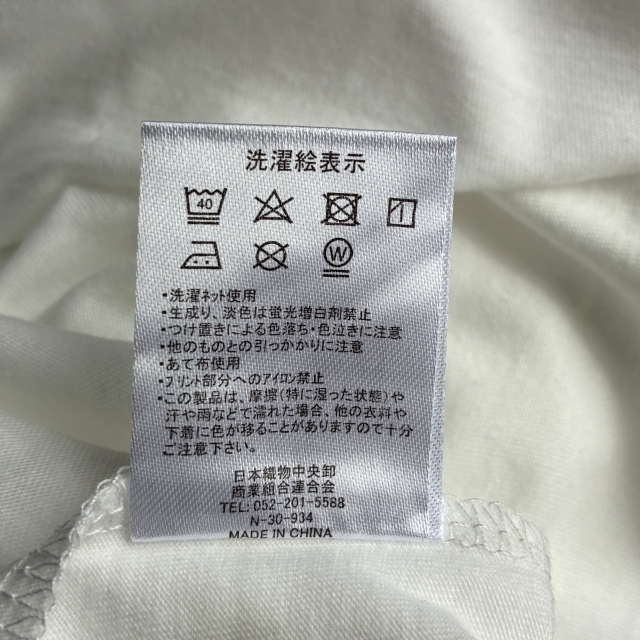 洗濯絵表示
40
W
・洗濯ネット使用
・生成り、淡色は蛍光増白剤禁止
・つけ置きによる色落ち・色泣きに注意
・他のものとの引っかかりに注意
・あて布使用
・プリント部分へのアイロン禁止
・この製品は、摩擦(特に湿った状態)や
汗や雨などで濡れた場合、他の衣料や
下着に色が移ることがありますので十分
ご注意下さい。
日本織物中央卸
商業組合連合会
TEL: 052-201-5588
N-30-934
MADE IN CHINA